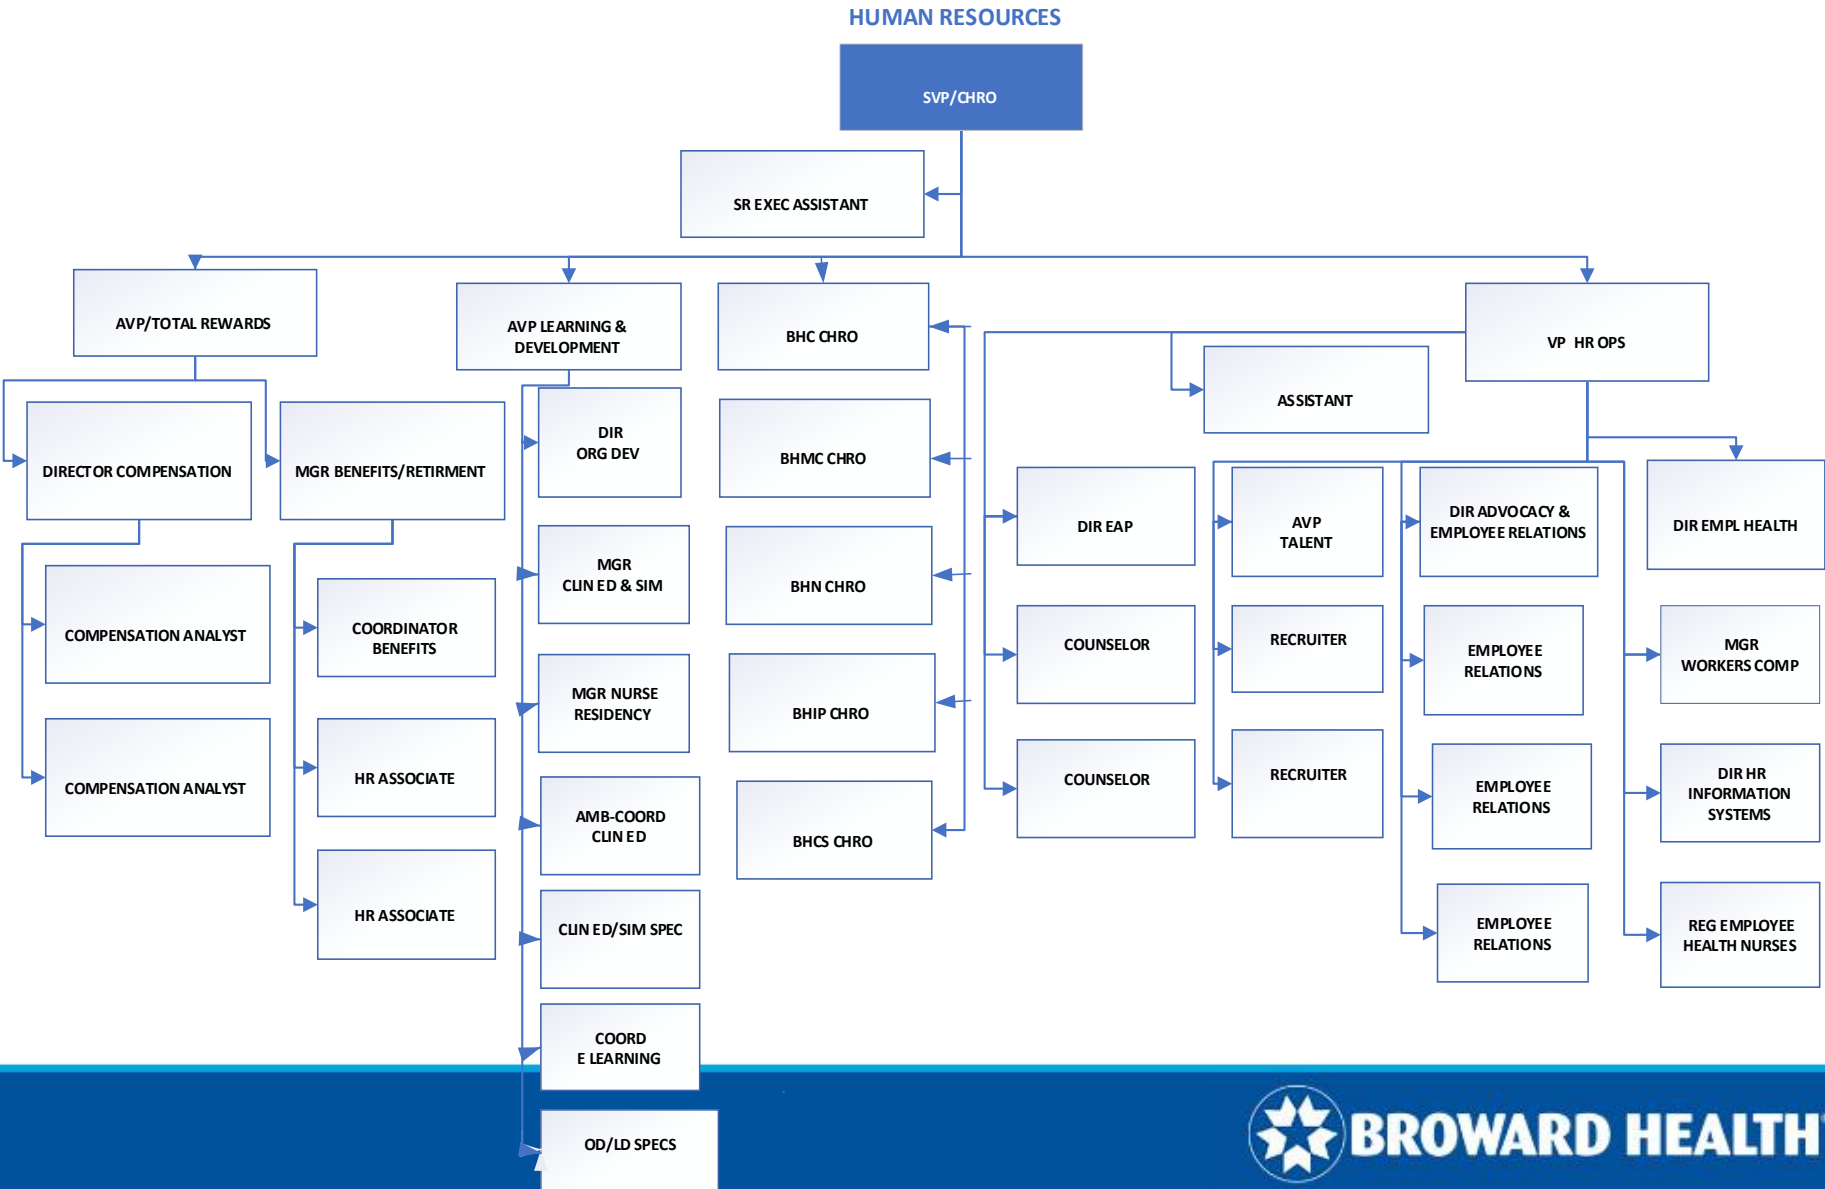 HUMAN RESOURCES
SVP/CHRO
SR EXEC ASSISTANT
AVP/TOTAL REWARDS
AVP LEARNING &
DEVELOPMENT
BHC CHRO
VP HR OPS
ASSISTANT
DIRECTOR COMPENSATION
MGR BENEFITS/RETIRMENT
COMPENSATION ANALYST
COMPENSATION ANALYST
COORDINATOR
BENEFITS
HR ASSOCIATE
HR ASSOCIATE
DIR
ORG DEV
MGR
CLIN ED & SIM
MGR NURSE
RESIDENCY
AMB-COORD
CLIN ED
CLIN ED/SIM SPEC
COORD
E LEARNING
OD/LD SPECS
BHMC CHRO
BHN CHRO
BHIP CHRO
BHCS CHRO
DIR EAP
COUNSELOR
COUNSELOR
AVP
TALENT
RECRUITER
RECRUITER
DIR ADVOCACY &
EMPLOYEE RELATIONS
EMPLOYEE
RELATIONS
EMPLOYEE
RELATIONS
EMPLOYEE
RELATIONS
DIR EMPL HEALTH
MGR
WORKERS COMP
DIR HR
INFORMATION
SYSTEMS
REG EMPLOYEE
HEALTH NURSES
BROWARD HEALTH